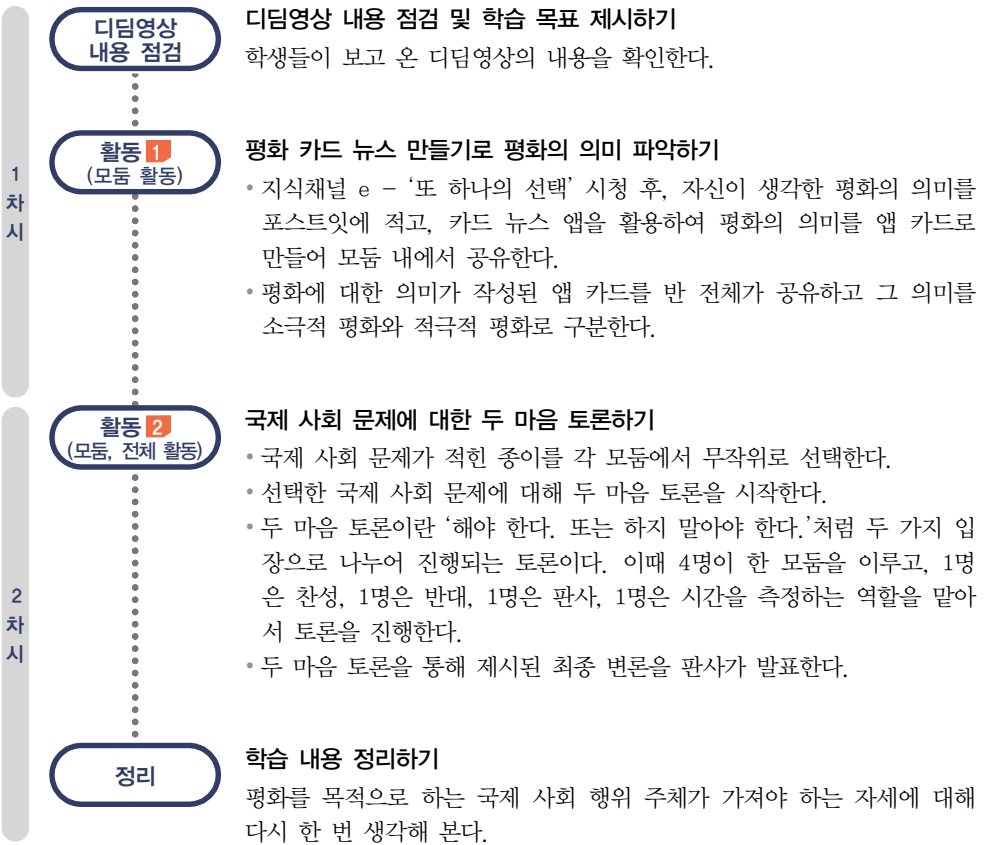 1
차
시
디딤영상
내용 점검
디딤영상 내용 점검 및 학습 목표 제시하기
학생들이 보고 온 디딤영상의 내용을 확인한다.
활동 1
(모둠 활동)
평화 카드 뉴스 만들기로 평화의 의미 파악하기
• 지식채널 e - ‘또 하나의 선택’ 시청 후, 자신이 생각한 평화의 의미를
포스트잇에 적고, 카드 뉴스 앱을 활용하여 평화의 의미를 앱 카드로
만들어 모둠 내에서 공유한다.
• 평화에 대한 의미가 작성된 앱 카드를 반 전체가 공유하고 그 의미를
소극적 평화와 적극적 평화로 구분한다.
2
차
시
활동 2
(모둠, 전체 활동)
국제 사회 문제에 대한 두 마음 토론하기
• 국제 사회 문제가 적힌 종이를 각 모둠에서 무작위로 선택한다.
• 선택한 국제 사회 문제에 대해 두 마음 토론을 시작한다.
• 두 마음 토론이란 ‘해야 한다. 또는 하지 말아야 한다.’처럼 두 가지 입
장으로 나누어 진행되는 토론이다. 이때 4명이 한 모둠을 이루고, 1명
은 찬성, 1명은 반대, 1명은 판사, 1명은 시간을 측정하는 역할을 맡아
서 토론을 진행한다.
• 두 마음 토론을 통해 제시된 최종 변론을 판사가 발표한다.
정리
학습 내용 정리하기
평화를 목적으로 하는 국제 사회 행위 주체가 가져야 하는 자세에 대해
다시 한 번 생각해 본다.